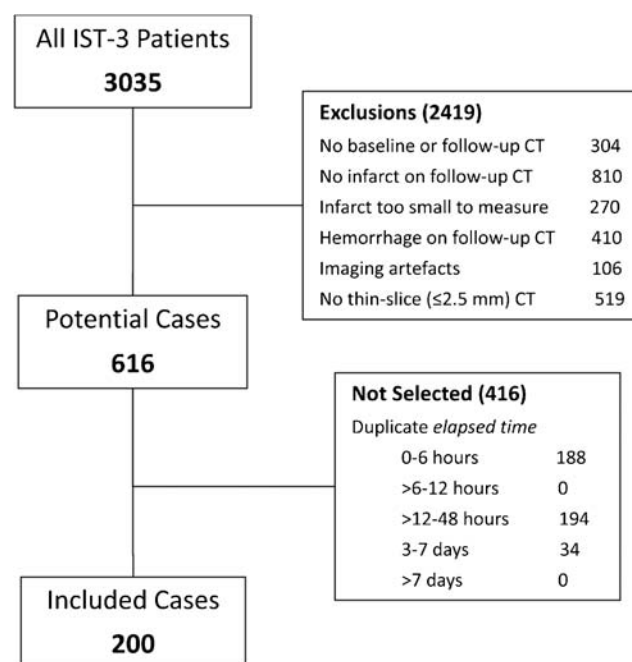 All IST-3 Patients
3035
Exclusions (2419)
No baseline or follow-up CT 304
No infarct on follow-up CT 810
Infarct too small to measure 270
Hemorrhage on follow-up CT 410
Imaging artefacts 106
No thin-slice (≤2.5 mm) CT 519
Potential Cases
616
Not Selected (416)
Duplicate elapsed time
0-6 hours 188
>6-12 hours 0
>12-48 hours 194
3-7 days 34
>7 days 0
Included Cases
200